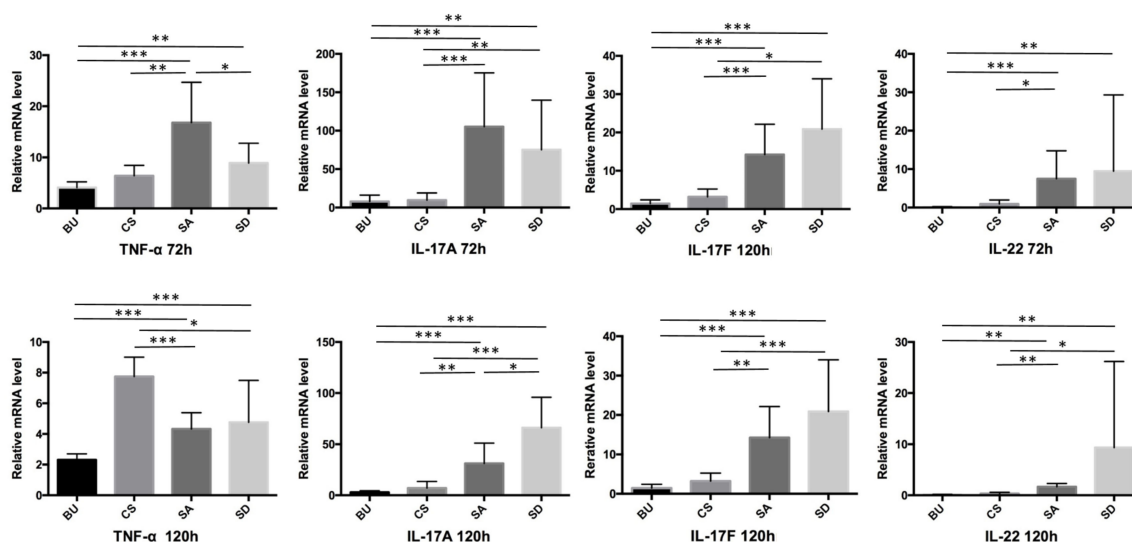 **
***
** *
Relative mRNA level
30
20
10
0
BU CS SA SD
TNF-α 72h
**
***
**
***
Relative mRNA level
200
150
100
50
0
BU CS SA SD
IL-17A 72h
***
***
*
***
Relative mRNA level
40
30
20
10
0
BU CS SA SD
IL-17F 120h
**
***
*
Relative mRNA level
40
30
20
10
0
BU CS SA SD
IL-22 72h
***
***
*
***
Relative mRNA level
10
8
6
4
2
0
BU CS SA SD
TNF-α 120h
***
***
***
** *
Relative mRNA level
150
100
50
0
BU CS SA SD
IL-17A 120h
***
***
***
**
Rerative mRNA level
40
30
20
10
0
BU CS SA SD
IL-17F 120h
**
**
*
**
Relative mRNA level
30
20
10
0
BU CS SA SD
IL-22 120h